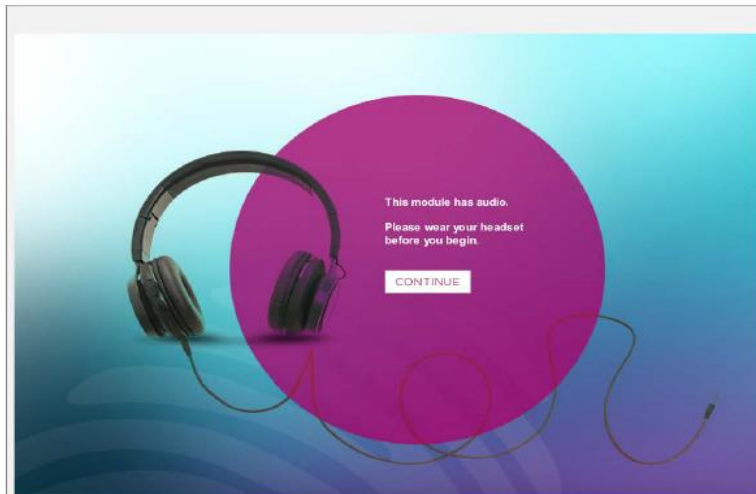 This module has audio.
Please wear your headset
before you begin.
CONTINUE